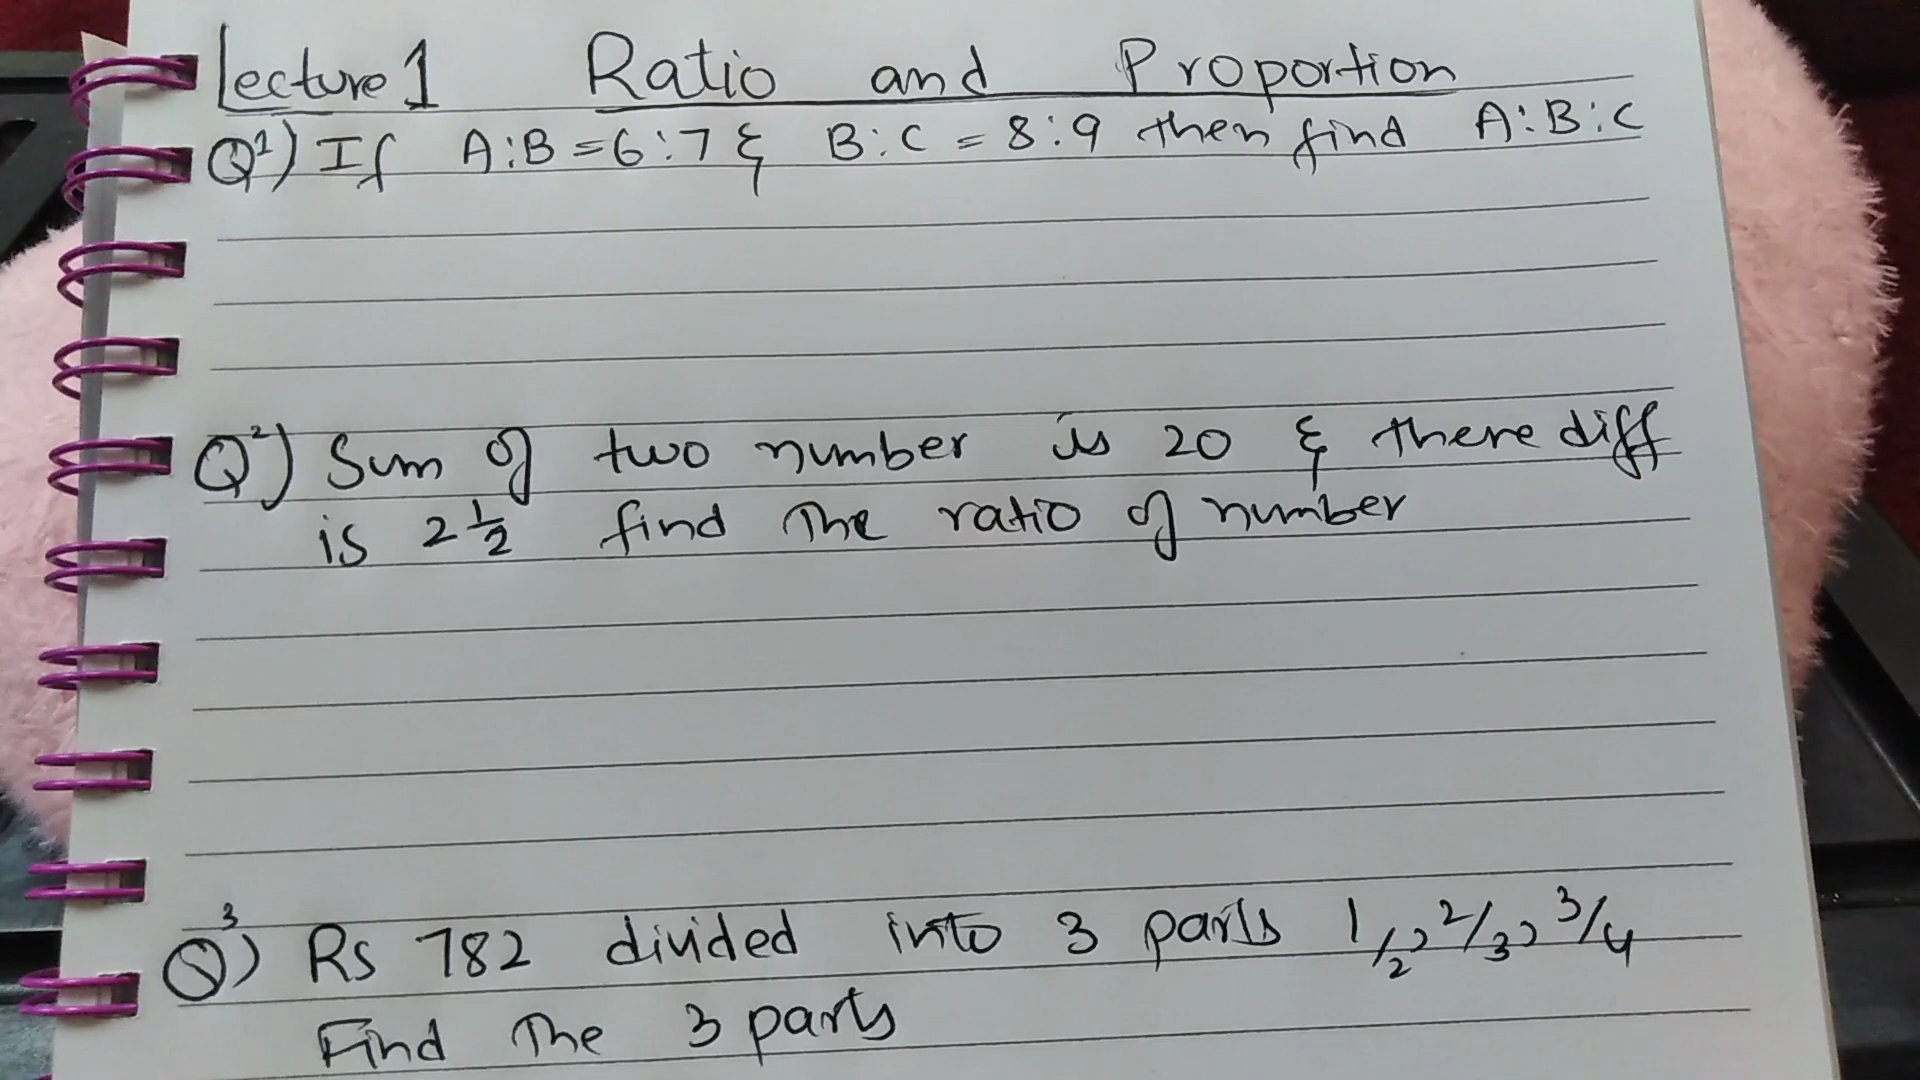 Lecture 1 Ratio and Proportion
Q1) If A:B = 6:7 & B:C = 8:9 then find A:B:C
Q2) Sum of two number is 20 & there diff
is 2 1/2 find the ratio of number
Q3) Rs 782 divided into 3 parts 1/2, 2/3, 3/4
Find the 3 parts